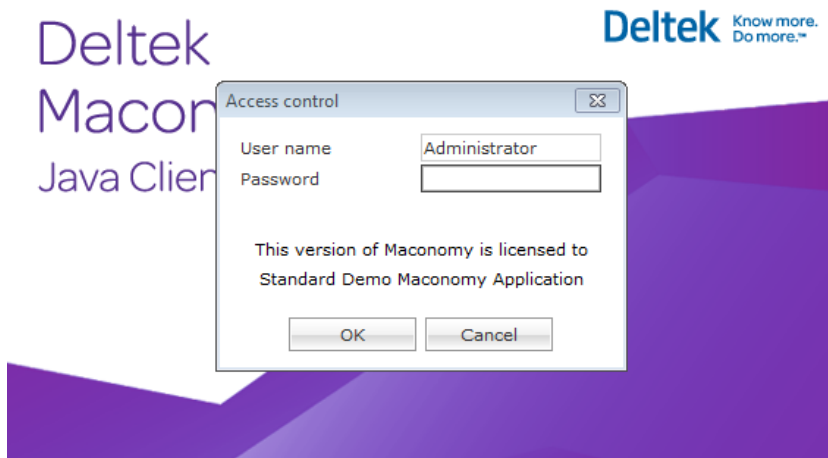 Deltek
Know more.
Do more.™
Deltek
Macon
Java Clien
Access control
User name
Administrator
Password
This version of Maconomy is licensed to
Standard Demo Maconomy Application
OK
Cancel